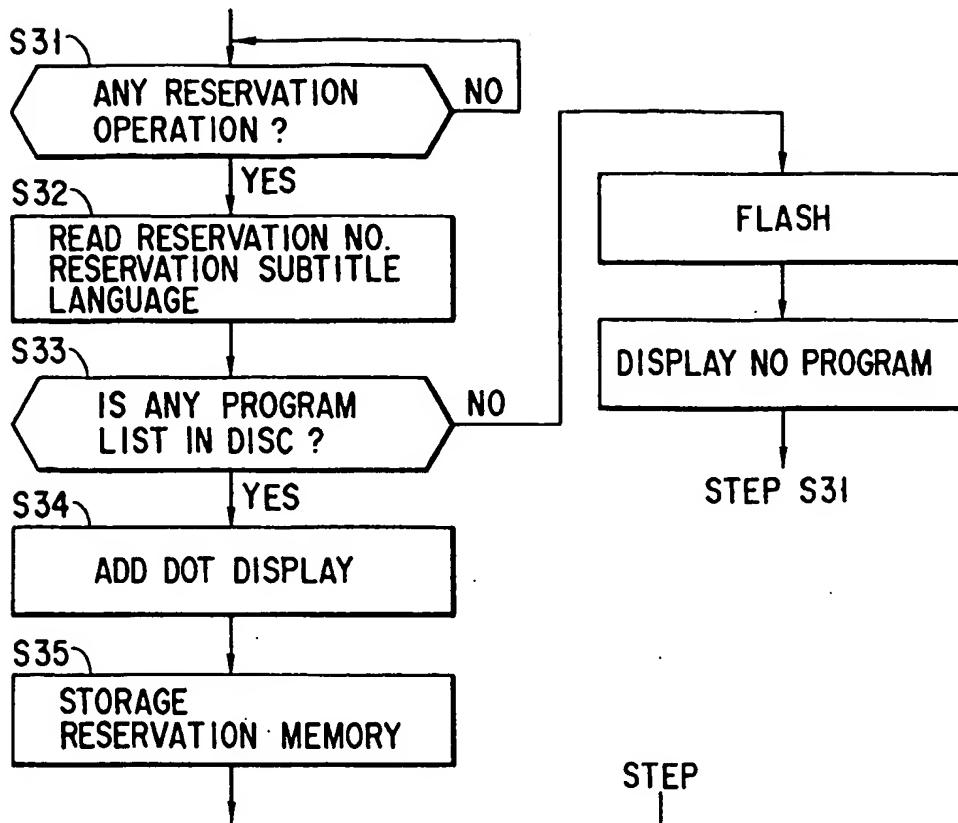 S31
ANY RESERVATION
OPERATION ?
NO
YES
S32
READ RESERVATION NO.
RESERVATION SUBTITLE
LANGUAGE
S33
IS ANY PROGRAM
LIST IN DISC ?
NO
YES
S34
ADD DOT DISPLAY
S35
STORAGE
RESERVATION MEMORY
FLASH
DISPLAY NO PROGRAM
STEP S31
STEP